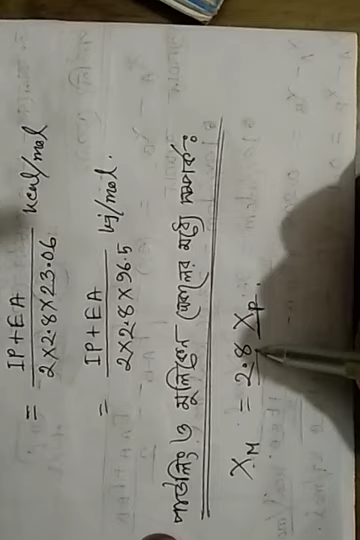 = IP+EA / 2×2.8×23.06 kcal/mol
= IP+EA / 2×2.8×96.5 kj/mol.
পাউলিং ও মুলিকেন স্কেলের মধ্যে সম্পর্ক:
X_M = 2.8 X_P.